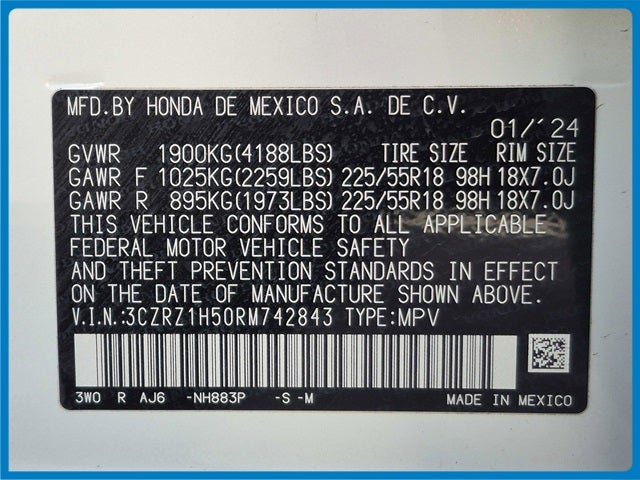 MFD.BY HONDA DE MEXICO S.A. DE C.V.
01/'24
GVWR 1900KG(4188LBS) TIRE SIZE RIM SIZE
GAWR F 1025KG(2259LBS) 225/55R18 98H 18X7.0J
GAWR R 895KG(1973LBS) 225/55R18 98H 18X7.0J
THIS VEHICLE CONFORMS TO ALL APPLICABLE
FEDERAL MOTOR VEHICLE SAFETY
AND THEFT PREVENTION STANDARDS IN EFFECT
ON THE DATE OF MANUFACTURE SHOWN ABOVE.
V.I.N.:3CZRZ1H50RM742843 TYPE:MPV
3W0 R AJ6 -NH883P -S -M MADE IN MEXICO